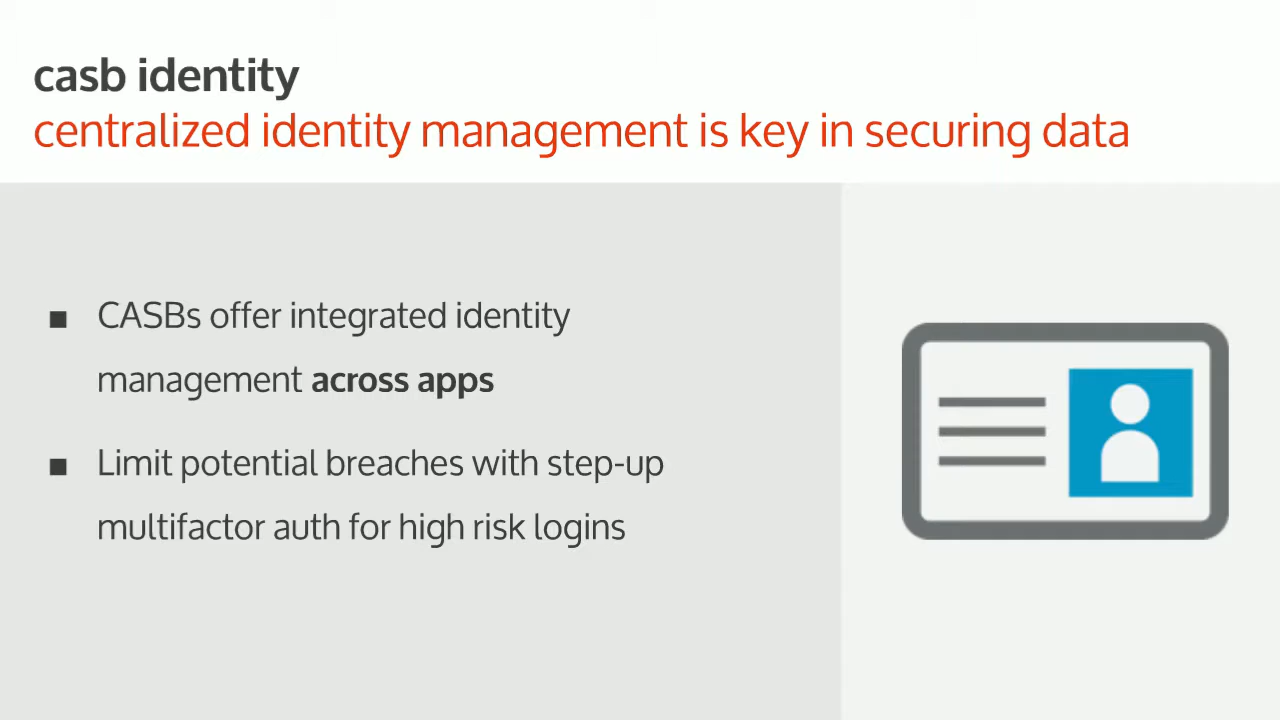 casb identity
centralized identity management is key in securing data
■ CASBs offer integrated identity
management across apps
■ Limit potential breaches with step-up
multifactor auth for high risk logins